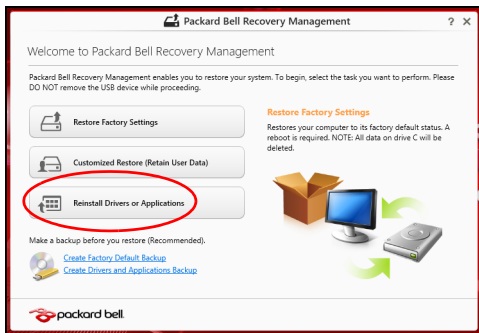 Packard Bell Recovery Management ? X
Welcome to Packard Bell Recovery Management
Packard Bell Recovery Management enables you to restore your system. To begin, select the task you want to perform. Please
DO NOT remove the USB device while proceeding.
Restore Factory Settings
Customized Restore (Retain User Data)
Reinstall Drivers or Applications
Restore Factory Settings
Restores your computer to its factory default status. A
reboot is required. NOTE: All data on drive C will be
deleted.
Make a backup before you restore (Recommended).
Create Factory Default Backup
Create Drivers and Applications Backup
packard bell.